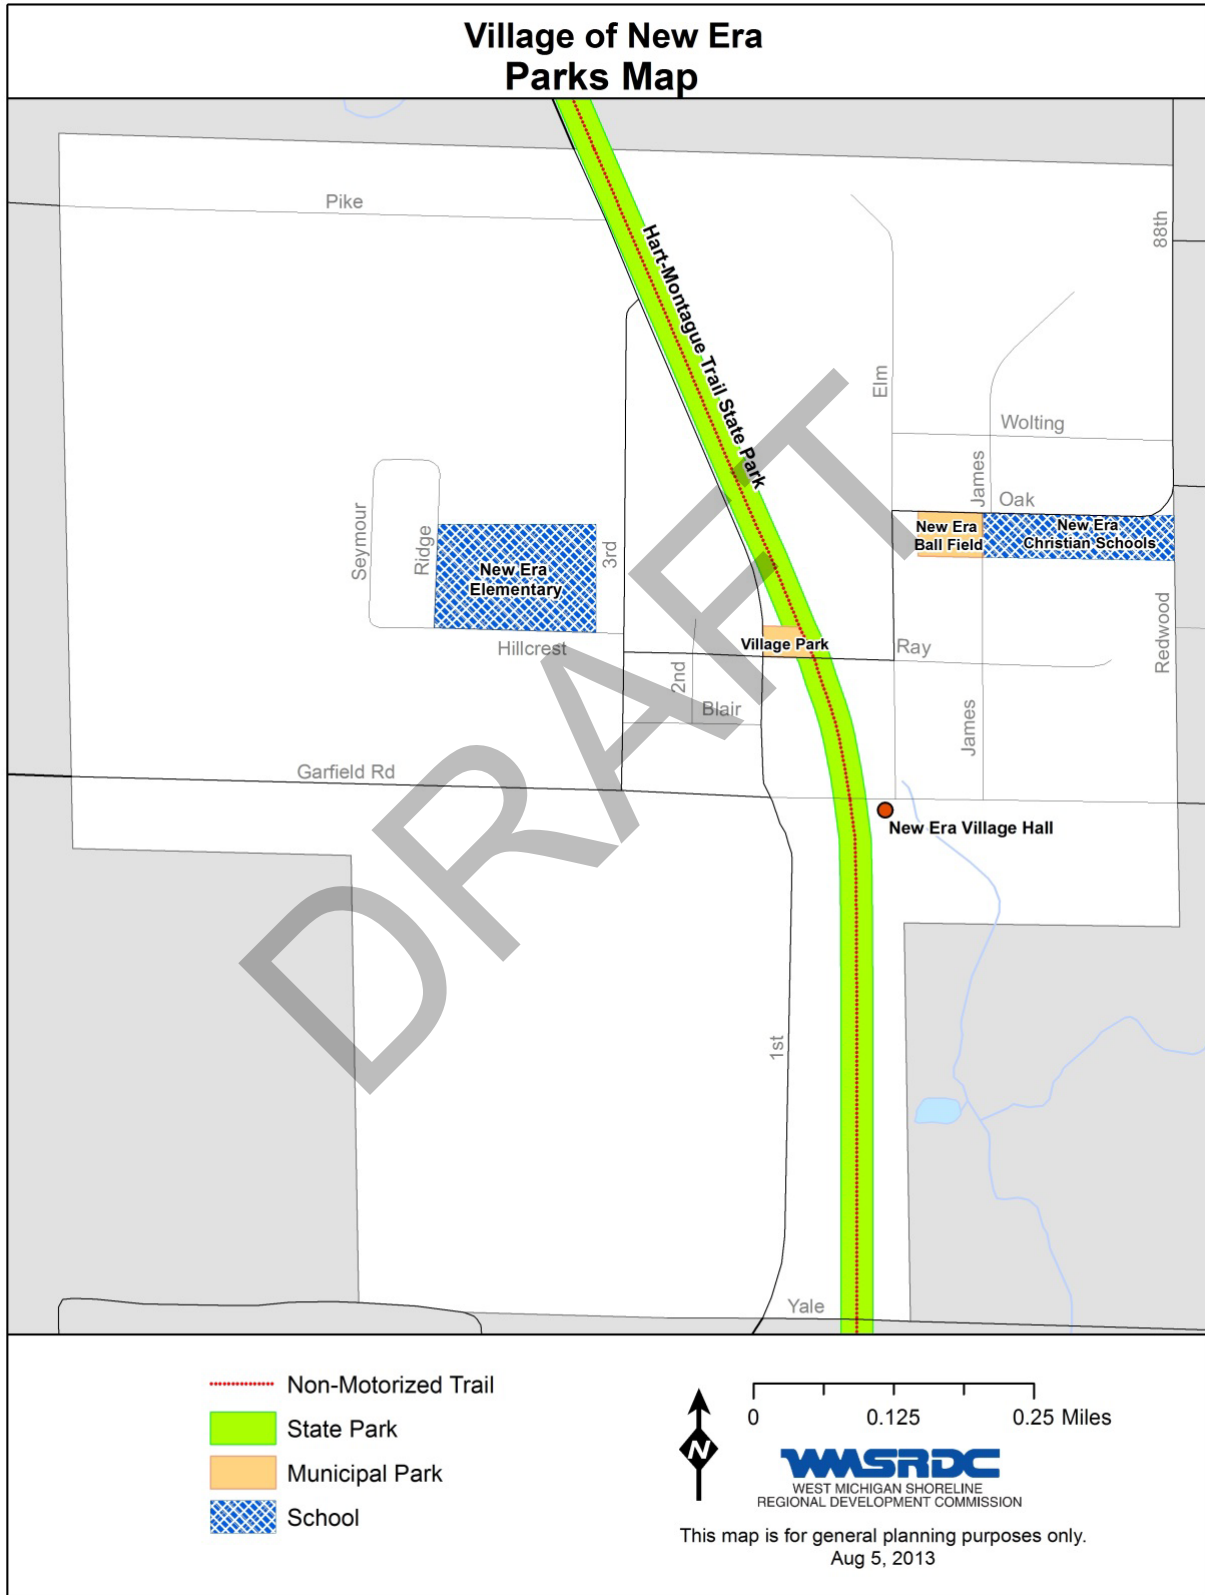 Village of New Era
Parks Map
Pike
88th
Hart-Montague Trail State Park
Elm
Wolting
James
Oak
Seymour
Ridge
New Era
Elementary
3rd
New Era
Ball Field
New Era
Christian Schools
Hillcrest
Village Park
Ray
Redwood
2nd
Blair
James
Garfield Rd
New Era Village Hall
DRAFT
1st
Yale
Non-Motorized Trail
State Park
Municipal Park
School
N
0 0.125 0.25 Miles
WMSRDC
WEST MICHIGAN SHORELINE
REGIONAL DEVELOPMENT COMMISSION
This map is for general planning purposes only.
Aug 5, 2013